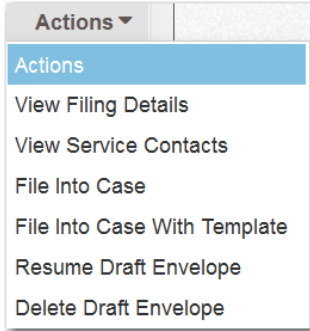 Actions ▼
Actions
View Filing Details
View Service Contacts
File Into Case
File Into Case With Template
Resume Draft Envelope
Delete Draft Envelope